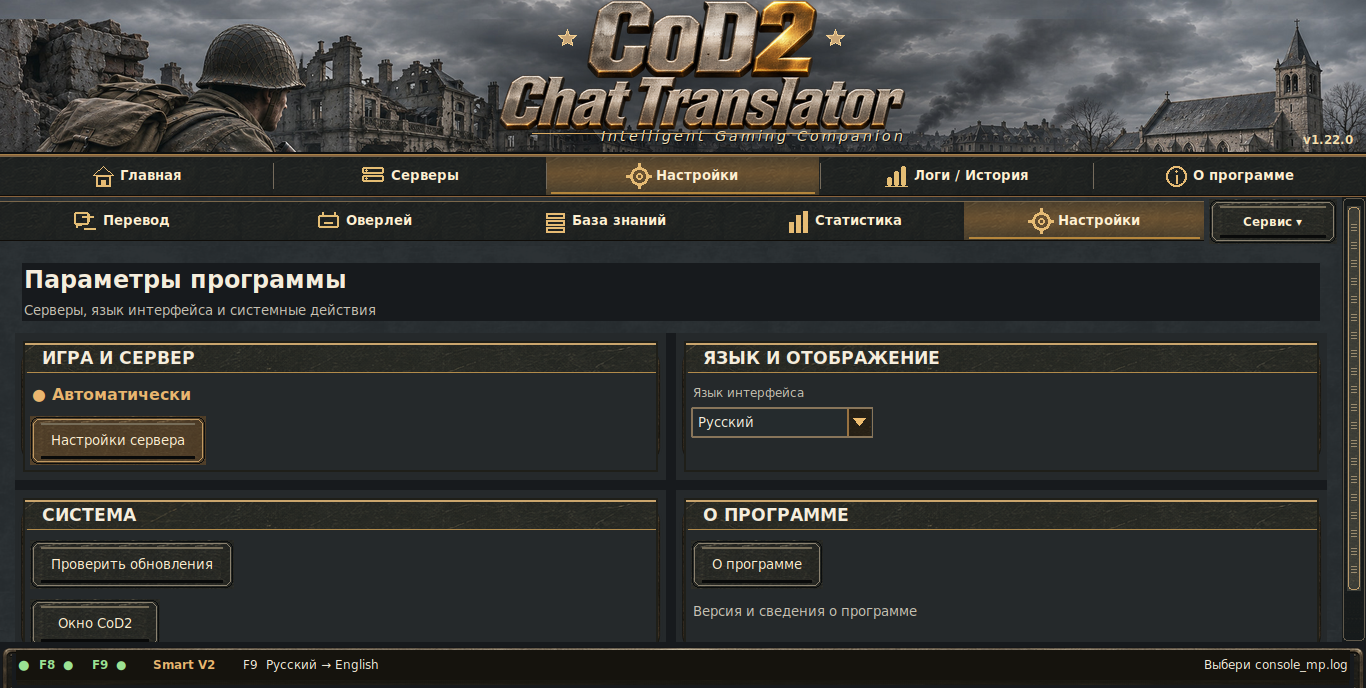 CoD2
Chat Translator
Intelligent Gaming Companion
v1.22.0
Главная
Серверы
Настройки
Логи / История
О программе
Перевод
Оверлей
База знаний
Статистика
Настройки
Сервис ▾
Параметры программы
Серверы, язык интерфейса и системные действия
ИГРА И СЕРВЕР
Автоматически
Настройки сервера
ЯЗЫК И ОТОБРАЖЕНИЕ
Язык интерфейса
Русский
СИСТЕМА
Проверить обновления
Окно CoD2
О ПРОГРАММЕ
О программе
Версия и сведения о программе
F8 ● F9 ● Smart V2 F9 Русский → English
Выбери console_mp.log